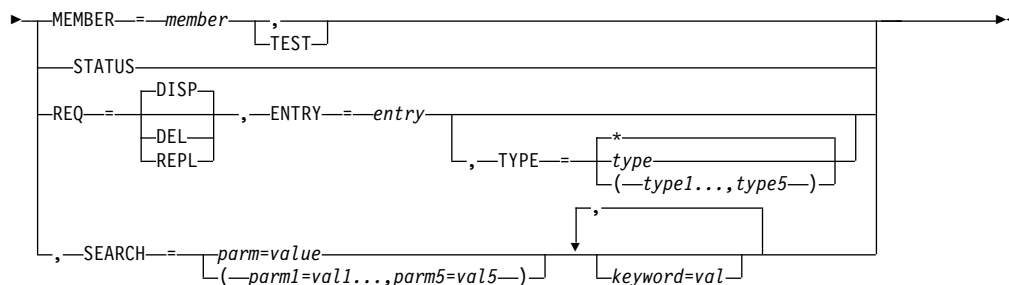 MEMBER = member ,
TEST
STATUS
DISP
REQ = , ENTRY = entry
DEL
REPL
*
, TYPE = type
( type1...,type5 )
,
, SEARCH = parm=value
( parm1=val1...,parm5=val5 ) keyword=val